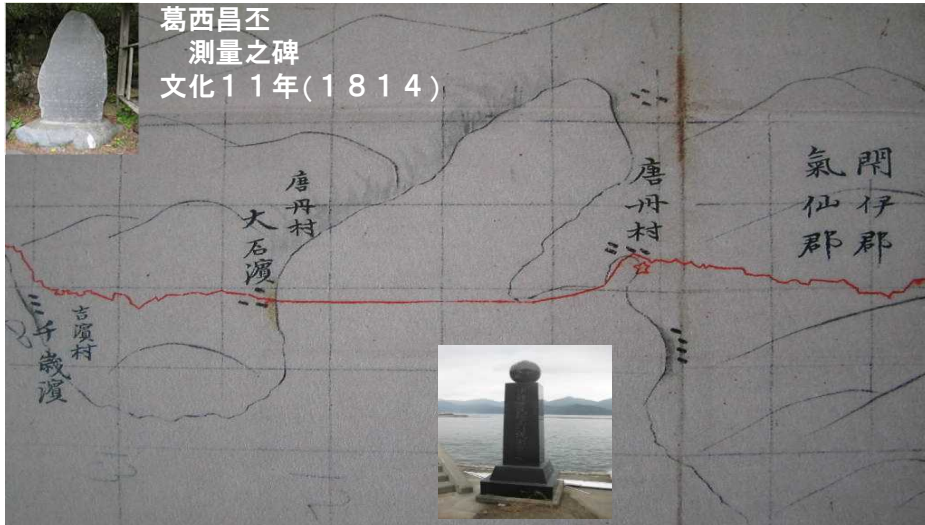 葛西昌丕
測量之碑
文化11年(1814)
閇伊郡
氣仙郡
唐丹村
唐丹村
大石濱
吉濱村
千歳濱